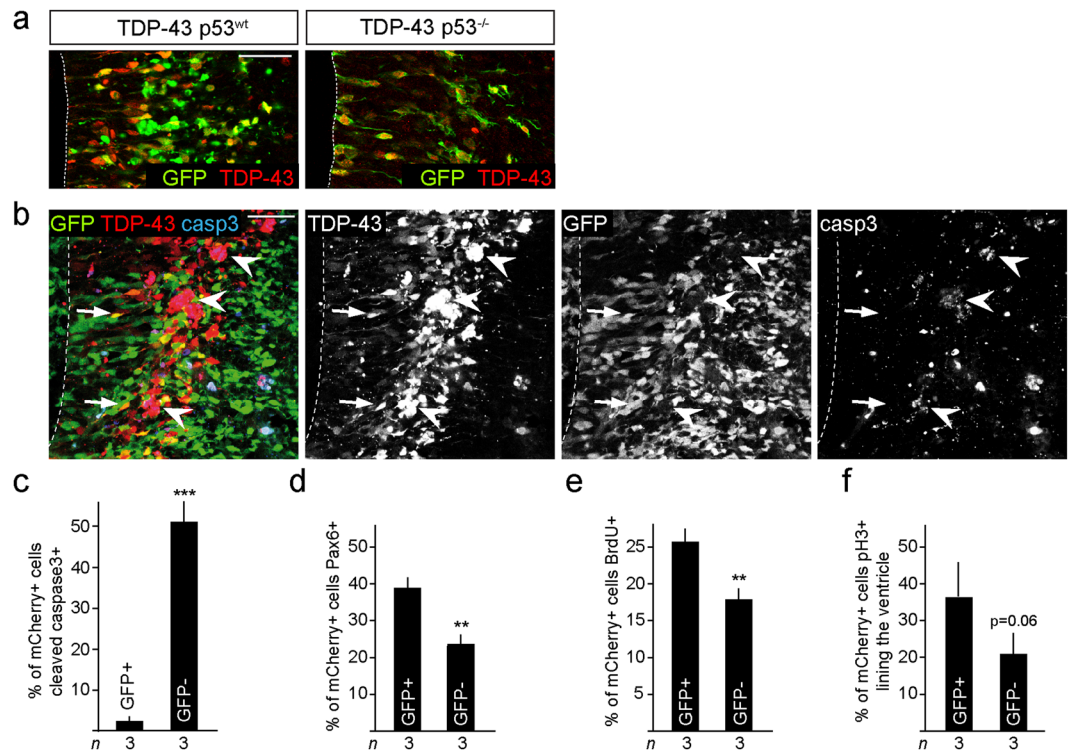 a
TDP-43 p53wt
TDP-43 p53-/-
GFP TDP-43
GFP TDP-43
b
GFP TDP-43 casp3
TDP-43
GFP
casp3
c
% of mCherry+ cells
cleaved caspase3+
50
40
30
20
10
***
GFP+
GFP-
n 3 3
d
% of mCherry+ cells Pax6+
50
40
30
20
10
**
GFP+
GFP-
n 3 3
e
% of mCherry+ cells BrdU+
25
20
15
10
5
**
GFP+
GFP-
n 3 3
f
% of mCherry+ cells pH3+
lining the ventricle
50
40
30
20
10
p=0.06
GFP+
GFP-
n 3 3